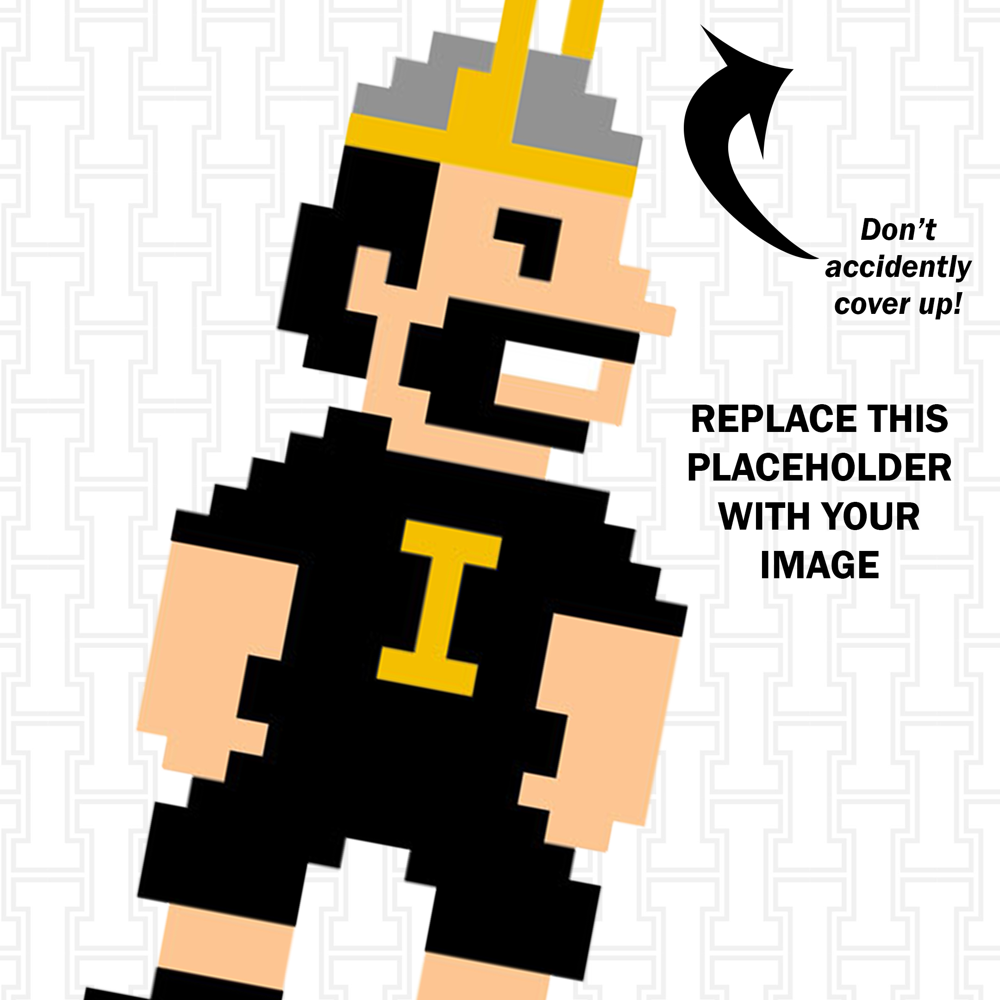 Don’t
accidently
cover up!
REPLACE THIS
PLACEHOLDER
WITH YOUR
IMAGE
I